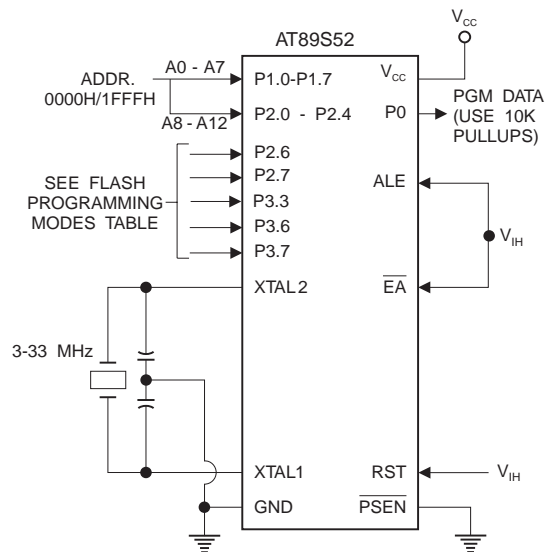 AT89S52
VCC
A0 - A7
ADDR.
0000H/1FFFH
A8 - A12
P1.0-P1.7
VCC
P2.0 - P2.4
P0
PGM DATA
(USE 10K
PULLUPS)
P2.6
P2.7
P3.3
P3.6
P3.7
SEE FLASH
PROGRAMMING
MODES TABLE
ALE
VIH
XTAL2
EA
3-33 MHz
XTAL1
RST
VIH
GND
PSEN